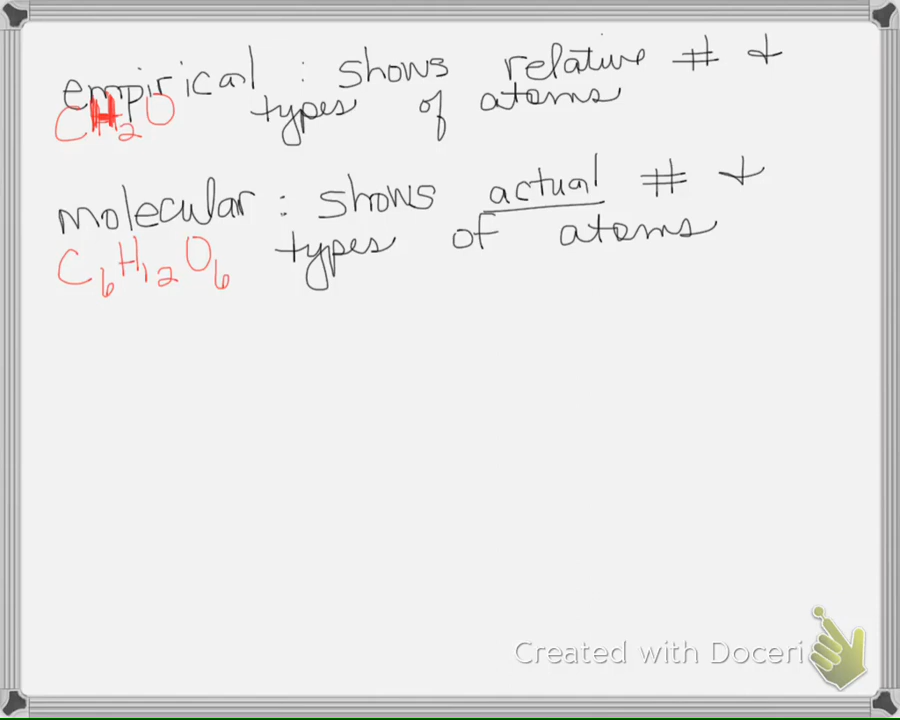 empirical : shows relative # +
CH2O types of atoms
molecular : shows actual # +
C6H12O6 types of atoms
Created with Doceri